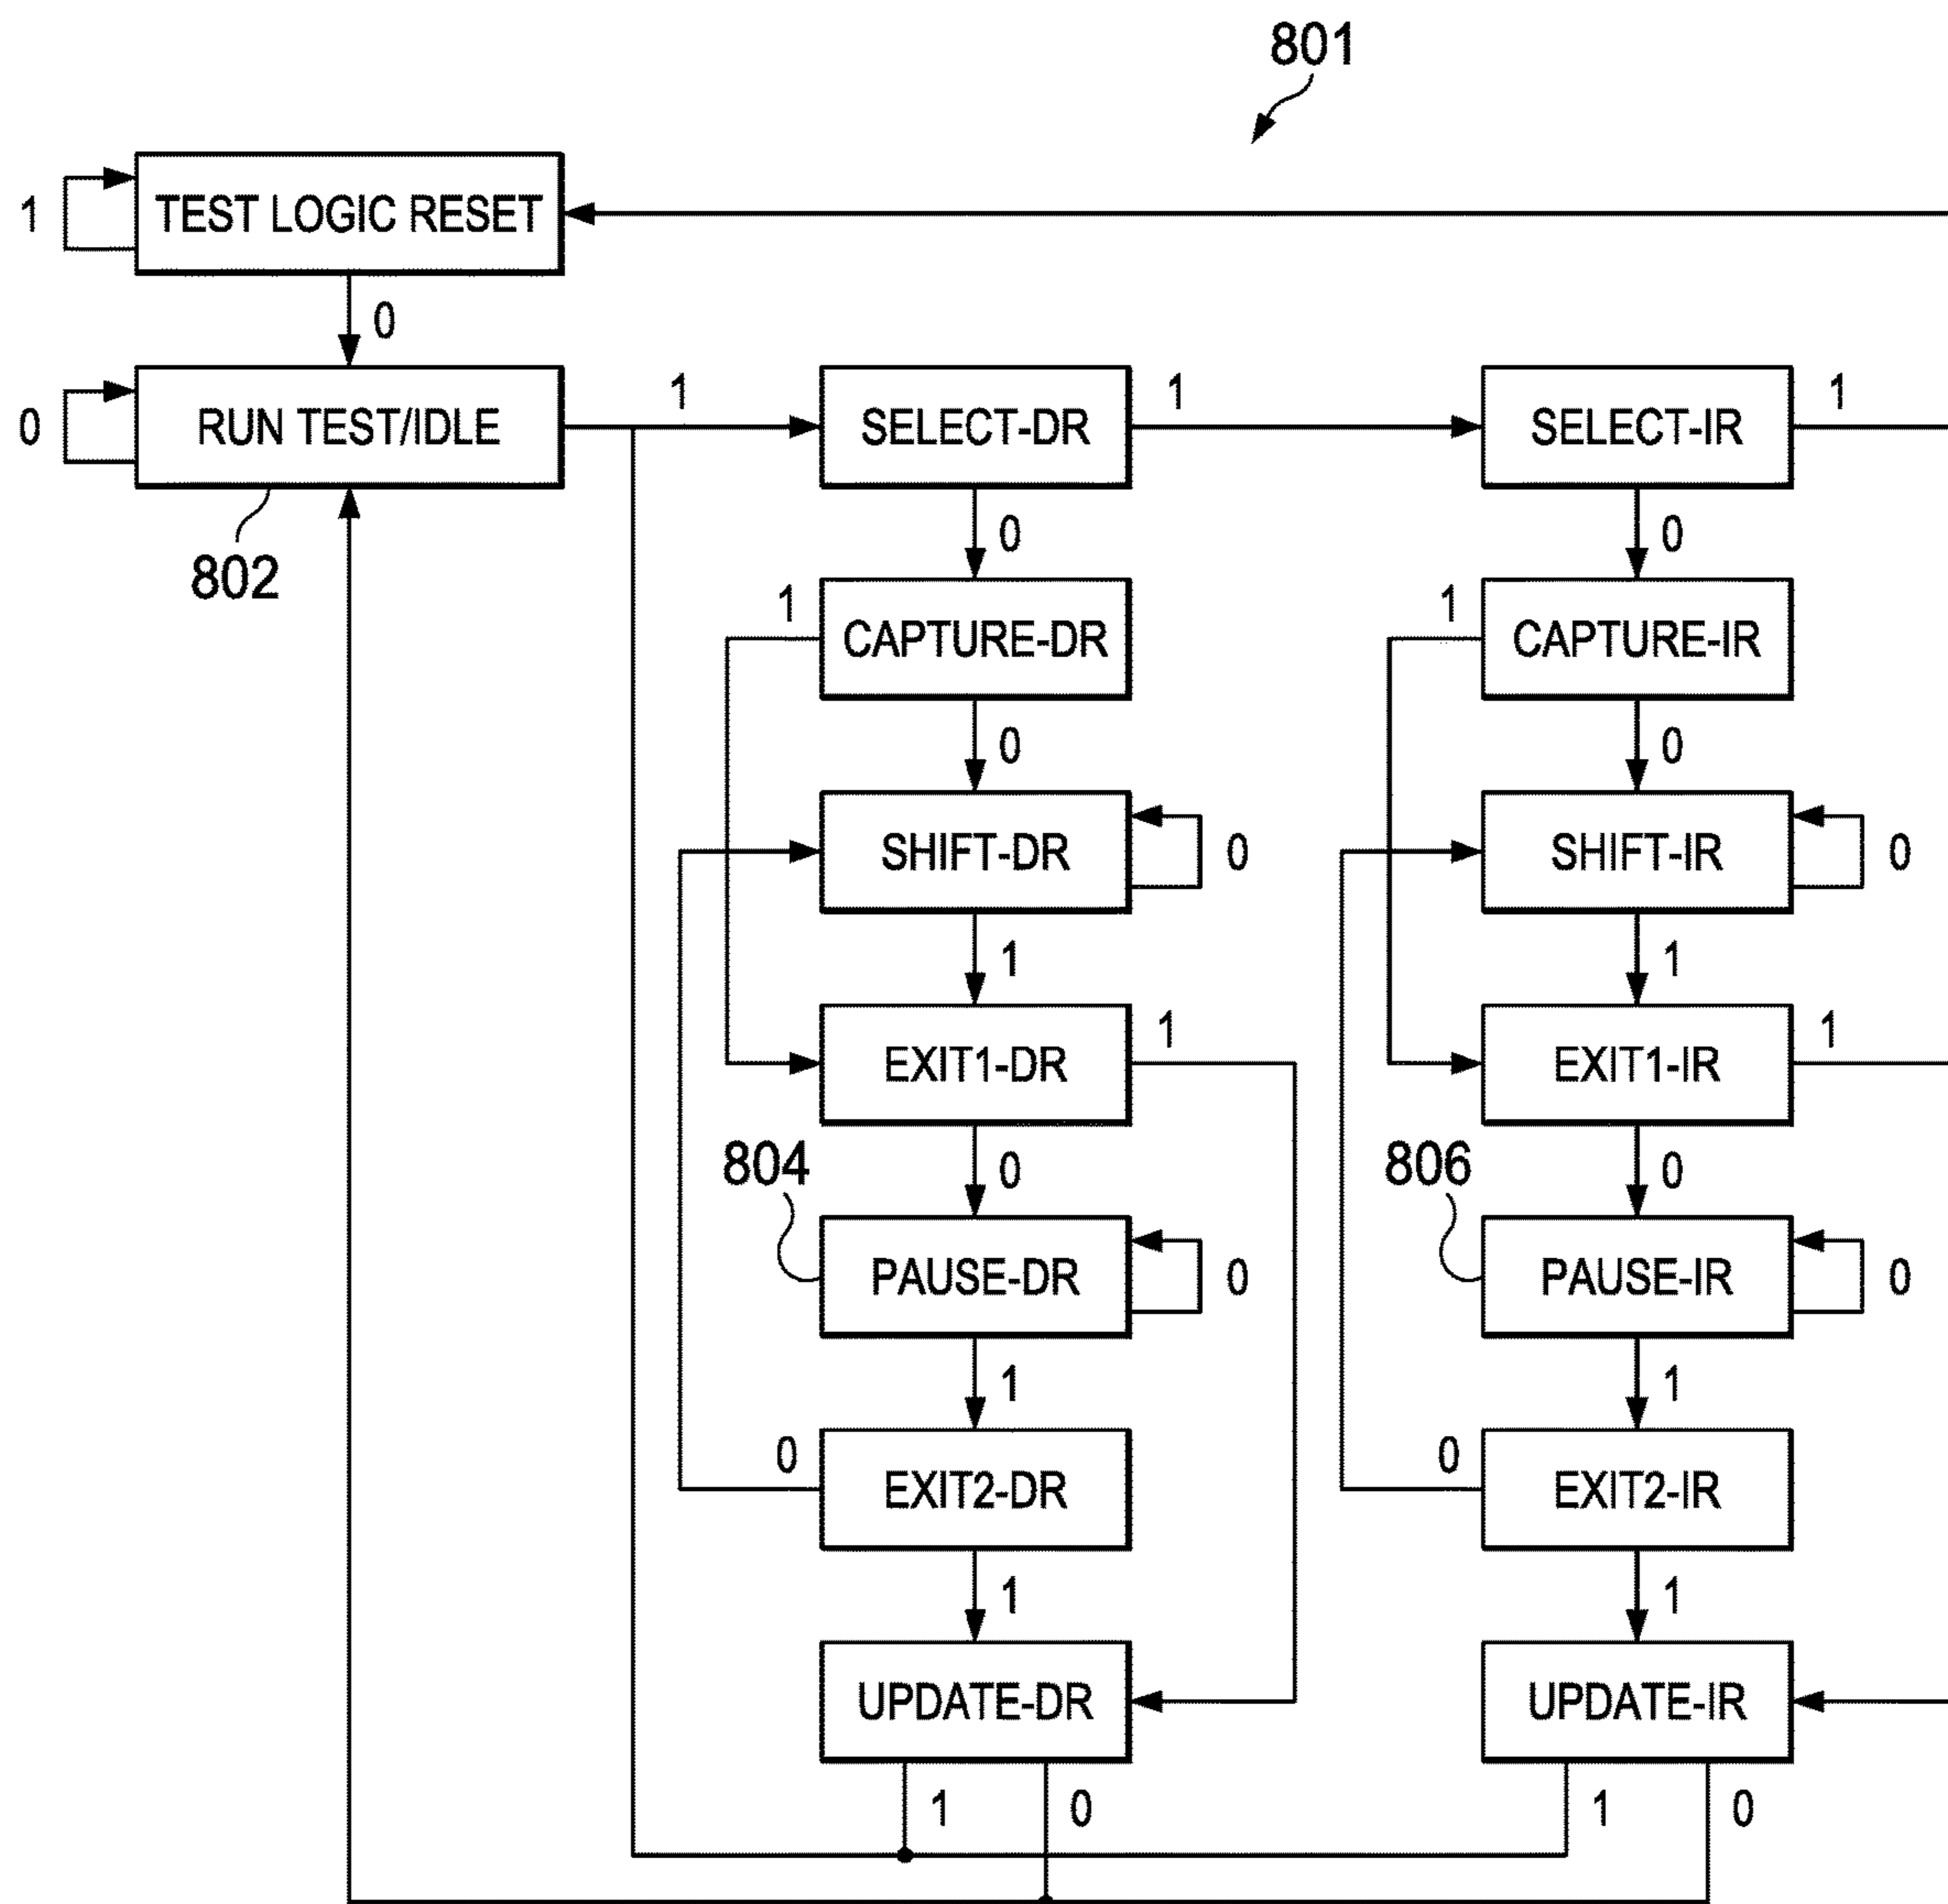 801
TEST LOGIC RESET
1
0
RUN TEST/IDLE
0
802
1
SELECT-DR
1
SELECT-IR
1
0
0
1
CAPTURE-DR
1
CAPTURE-IR
0
0
SHIFT-DR
0
SHIFT-IR
0
1
1
EXIT1-DR
1
EXIT1-IR
1
804
0
806
0
PAUSE-DR
0
PAUSE-IR
0
1
1
0
EXIT2-DR
0
EXIT2-IR
1
1
UPDATE-DR
UPDATE-IR
1
0
1
0